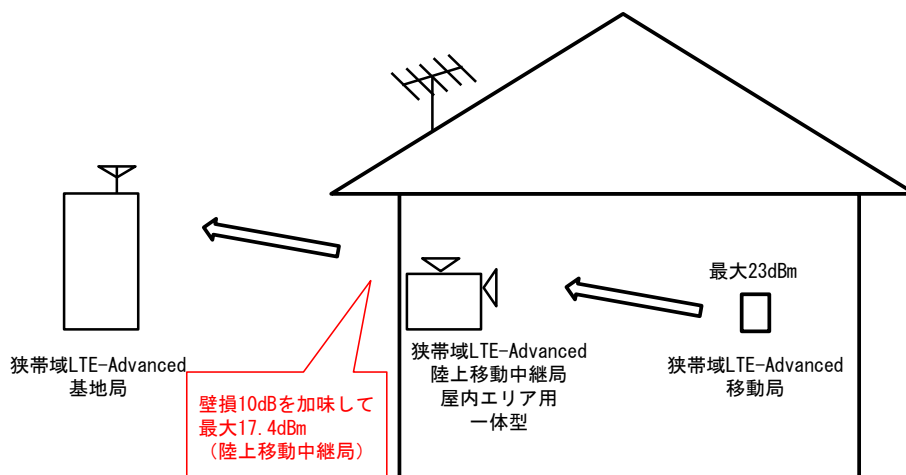 最大23dBm
狭帯域LTE-Advanced
基地局
狭帯域LTE-Advanced
陸上移動中継局
屋内エリア用
一体型
狭帯域LTE-Advanced
移動局
壁損10dBを加味して
最大17.4dBm
（陸上移動中継局）